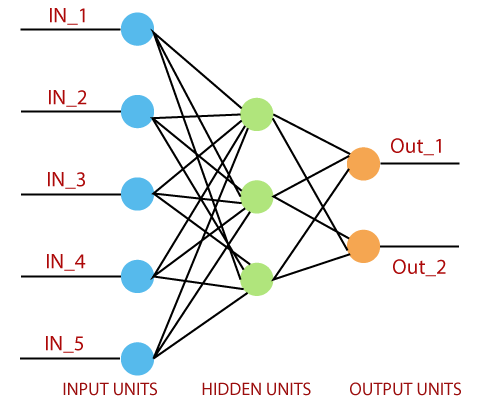 IN_1
IN_2
IN_3
IN_4
IN_5
Out_1
Out_2
INPUT UNITS
HIDDEN UNITS
OUTPUT UNITS